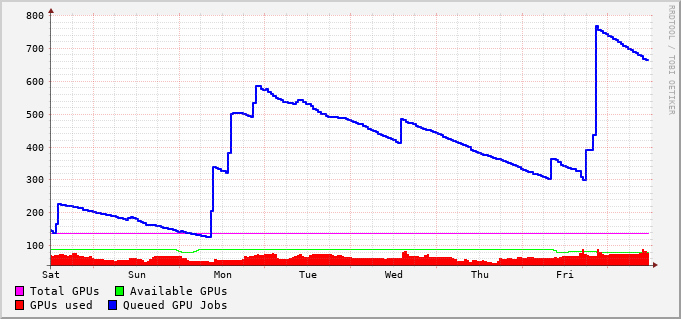 800
700
600
500
400
300
200
100
Sat Sun Mon Tue Wed Thu Fri
Total GPUs Available GPUs
GPUs used Queued GPU Jobs
RRDTOOL / TOBI OETIKER